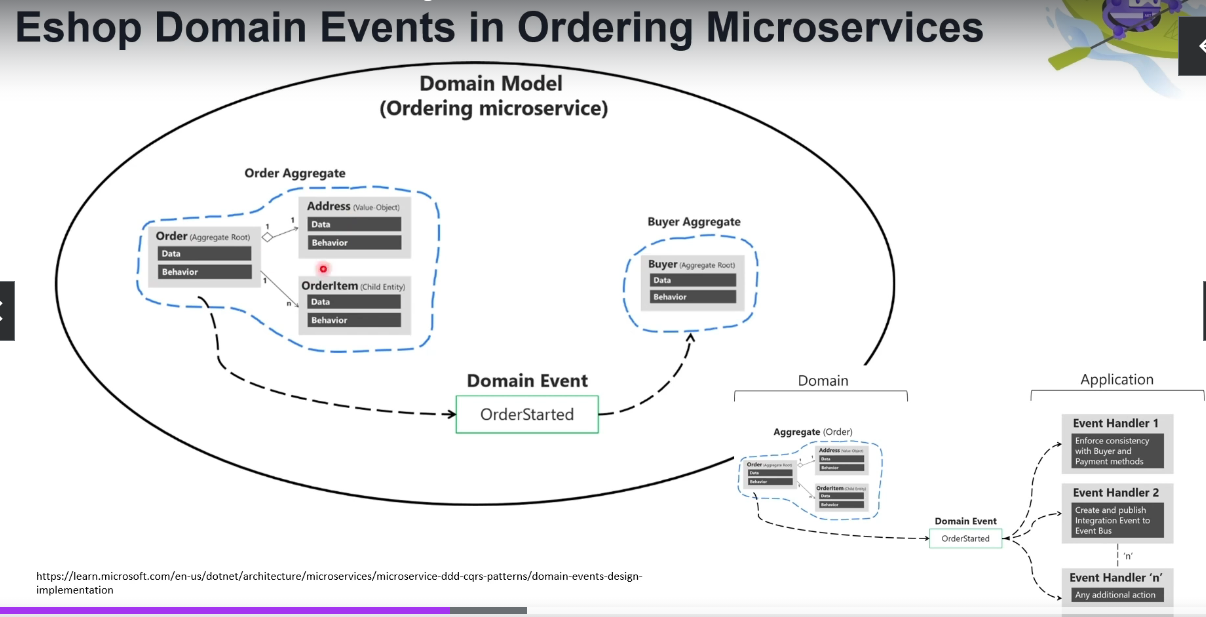 Eshop Domain Events in Ordering Microservices
Domain Model
(Ordering microservice)
Order Aggregate
Address (Value Object)
Data
Behavior
Order (Aggregate Root)
Data
Behavior
1
1
1
n
OrderItem (Child Entity)
Data
Behavior
Buyer Aggregate
Buyer (Aggregate Root)
Data
Behavior
Domain Event
OrderStarted
Domain
Aggregate (Order)
Address (Value Object)
Data
Behavior
Order (Aggregate Root)
Data
Behavior
OrderItem (Child Entity)
Data
Behavior
Domain Event
OrderStarted
Application
Event Handler 1
Enforce consistency
with Buyer and
Payment methods
Event Handler 2
Create and publish
Integration Event to
Event Bus
'n'
Event Handler 'n'
Any additional action
https://learn.microsoft.com/en-us/dotnet/architecture/microservices/microservice-ddd-cqrs-patterns/domain-events-design-
implementation